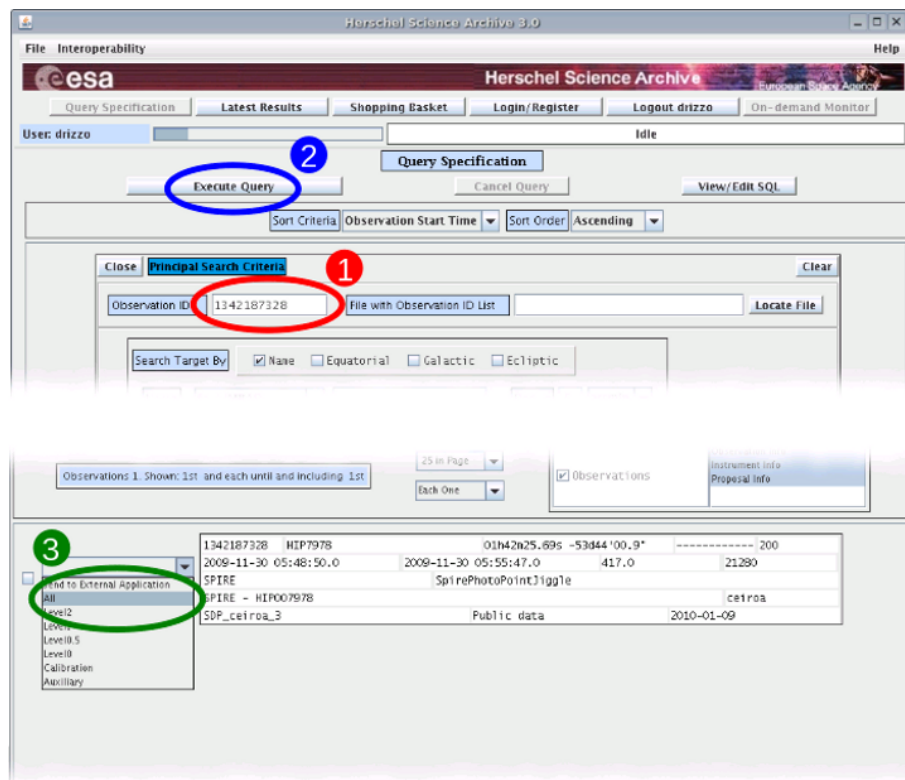 Herschel Science Archive 3.0
File Interoperability Help
esa Herschel Science Archive European Space Agency
Query Specification Latest Results Shopping Basket Login/Register Logout drizzo On-demand Monitor
User: drizzo Idle
2
Query Specification
Execute Query Cancel Query View/Edit SQL
Sort Criteria Observation Start Time Sort Order Ascending
1
Close Principal Search Criteria Clear
Observation ID 1342187328 File with Observation ID List Locate File
Search Target By Name Equatorial Galactic Ecliptic
25 in Page
Observations 1. Shown: 1st and each until and including 1st
Each One
Observations
Instrument Info
Proposal Info
3
1342187328 HIP7978 01h42m25.69s -53d44'00.9" ------------ 200
2009-11-30 05:48:50.0 2009-11-30 05:55:47.0 417.0 21280
SPIRE SpirePhotoPointJiggle
SPIRE - HIP007978 ceiroa
SDP_ceiroa_3 Public data 2010-01-09
Send to External Application
All
Level2
Level0.5
Level0
Calibration
Auxiliary